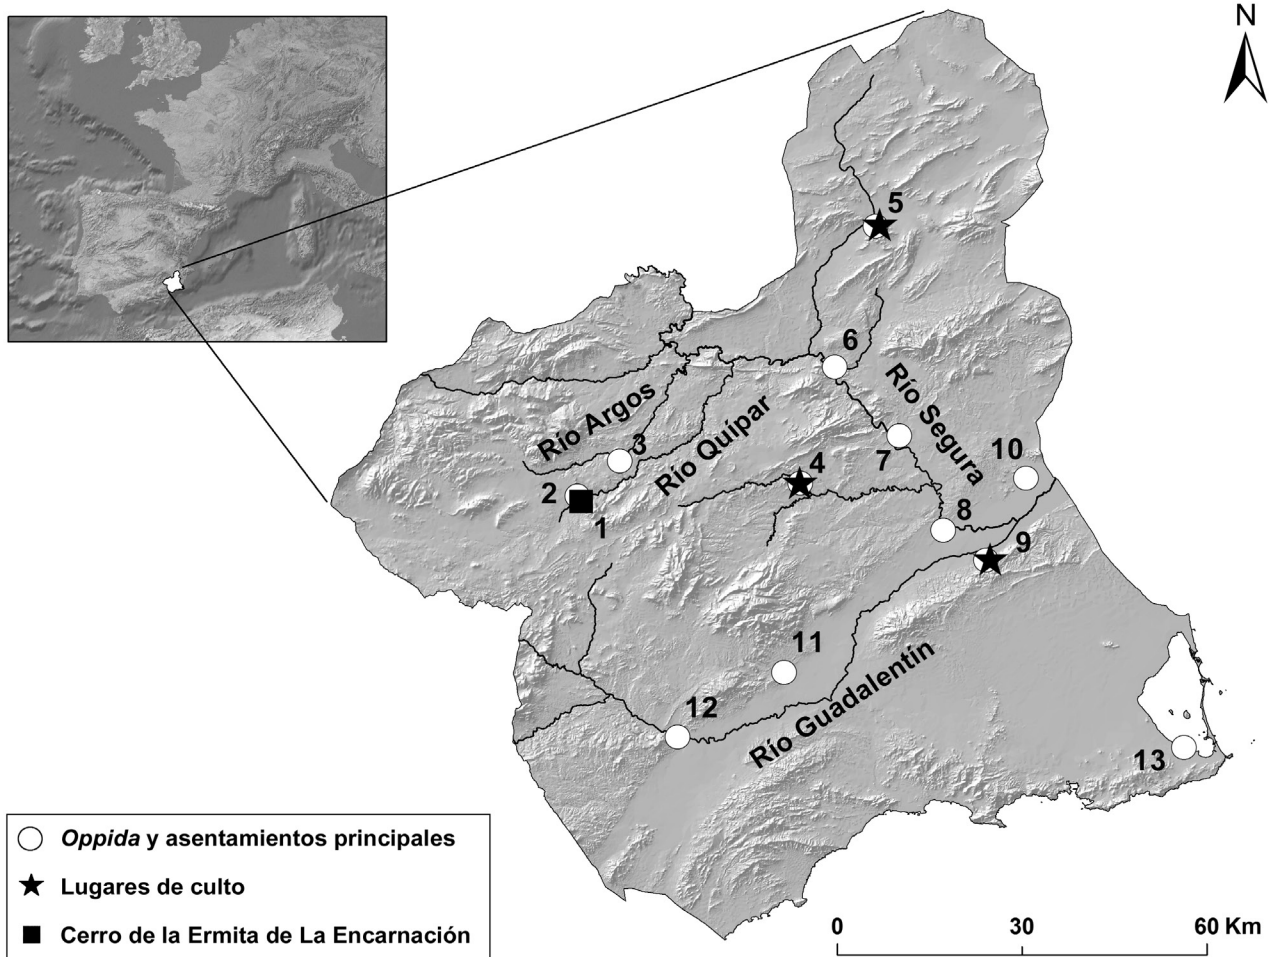 N
5
6
Río Argos
Río Quípar
Río Segura
3
4
7
10
2
1
8
9
11
12
Río Guadalentín
13
Oppida y asentamientos principales
Lugares de culto
Cerro de la Ermita de La Encarnación
0 30 60 Km